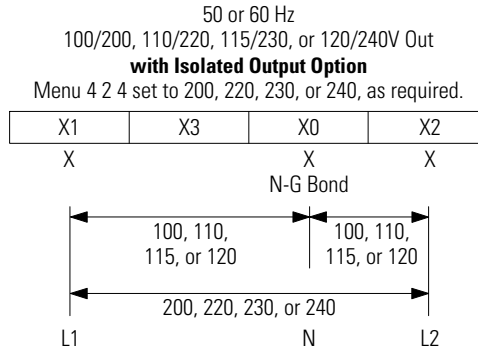 50 or 60 Hz
100/200, 110/220, 115/230, or 120/240V Out
with Isolated Output Option
Menu 4 2 4 set to 200, 220, 230, or 240, as required.
X1 X3 X0 X2
X X X
N-G Bond
100, 110, 100, 110,
115, or 120 115, or 120
200, 220, 230, or 240
L1 N L2